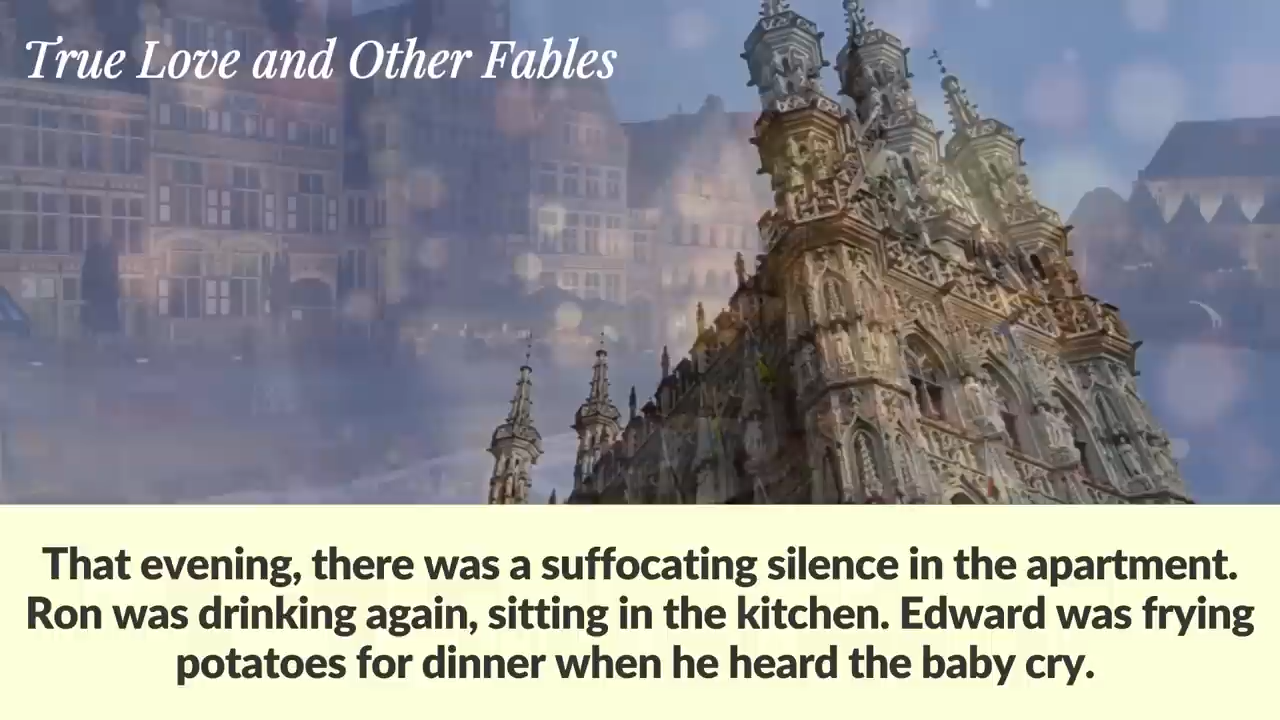 True Love and Other Fables
That evening, there was a suffocating silence in the apartment.
Ron was drinking again, sitting in the kitchen. Edward was frying
potatoes for dinner when he heard the baby cry.